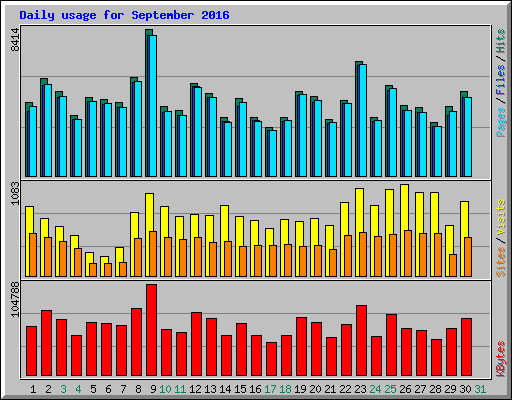 Daily usage for September 2016
8414
Pages / Files / Hits
1083
Sites / Visits
104788
KBytes
1 2 3 4 5 6 7 8 9 10 11 12 13 14 15 16 17 18 19 20 21 22 23 24 25 26 27 28 29 30 31